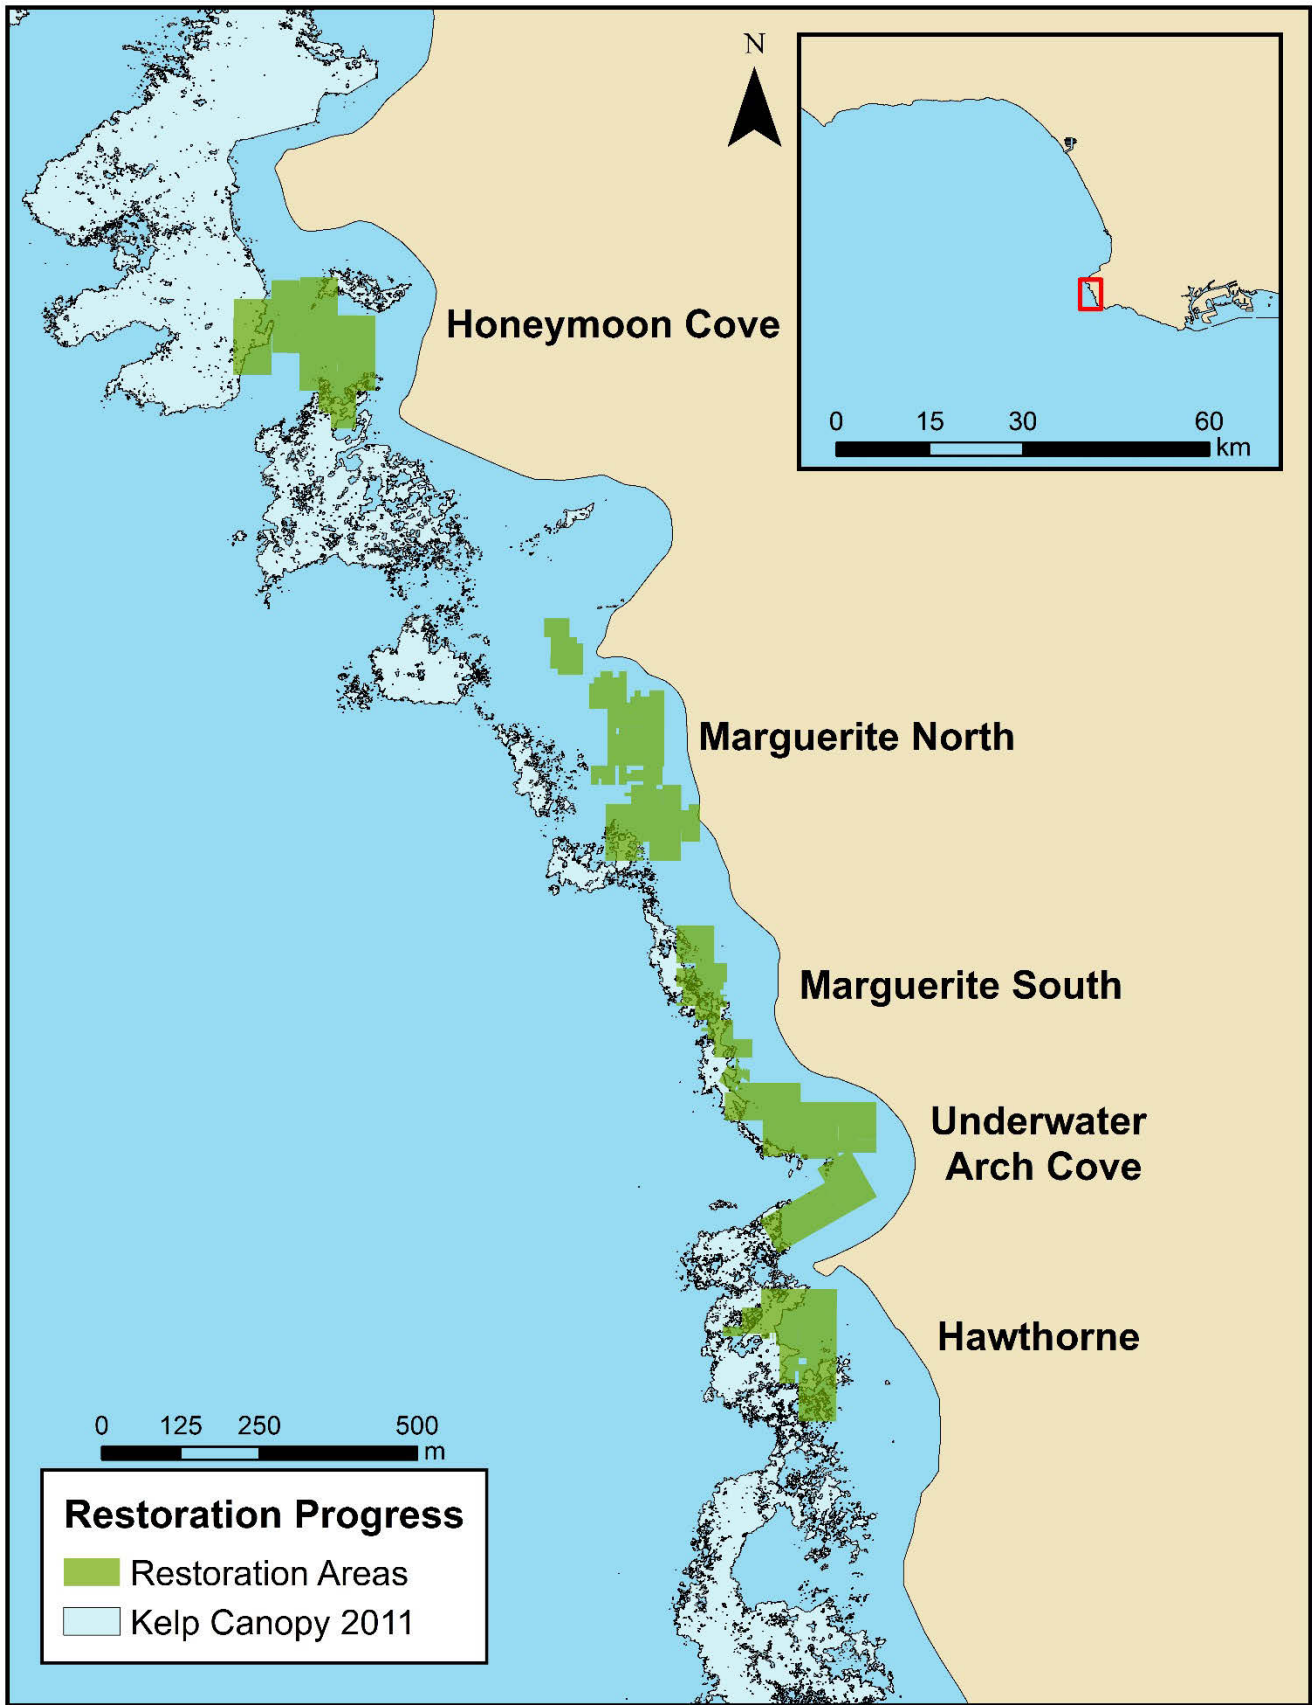 N
0 15 30 60
km
Honeymoon Cove
Marguerite North
Marguerite South
Underwater
Arch Cove
Hawthorne
0 125 250 500
m
Restoration Progress
Restoration Areas
Kelp Canopy 2011